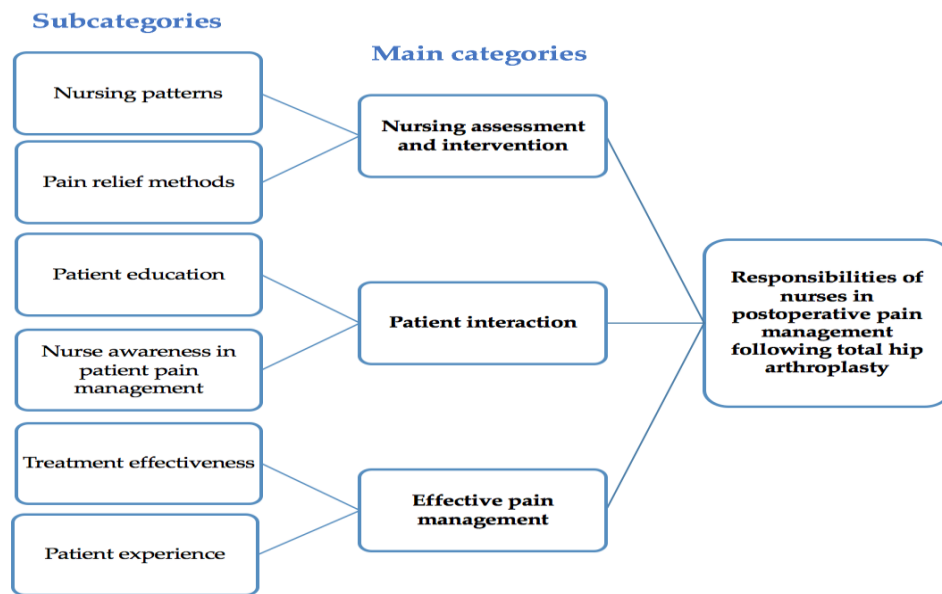 Subcategories
Main categories
Nursing patterns
Pain relief methods
Nursing assessment
and intervention
Patient education
Nurse awareness in
patient pain
management
Patient interaction
Treatment effectiveness
Patient experience
Effective pain
management
Responsibilities of
nurses in
postoperative pain
management
following total hip
arthroplasty